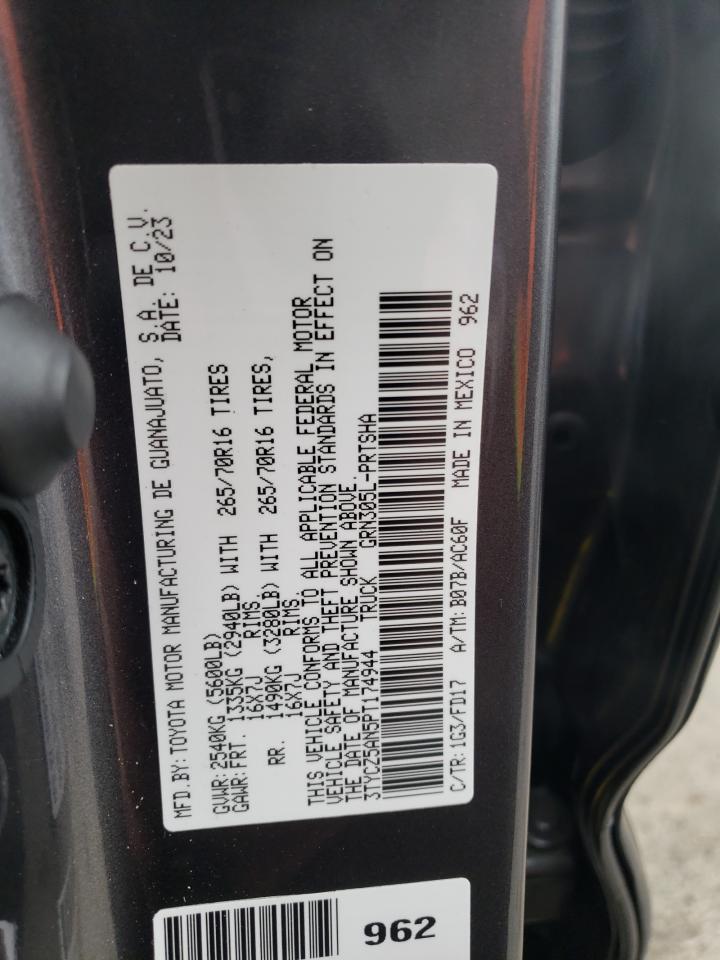 MFD.BY:TOYOTA MOTOR MANUFACTURING DE GUANAJUATO, S.A. DE C.V.
DATE: 10/23
GVWR:2540KG (5600LB)
GAWR:FRT. 1335KG (2940LB) WITH 265/70R16 TIRES
16X7J RIMS
RR. 1490KG (3280LB) WITH 265/70R16 TIRES,
16X7J RIMS.
THIS VEHICLE CONFORMS TO ALL APPLICABLE FEDERAL MOTOR
VEHICLE SAFETY AND THEFT PREVENTION STANDARDS IN EFFECT ON
THE DATE OF MANUFACTURE SHOWN ABOVE.
3TYCZ5AN5PT174944 TRUCK GRN305L-PRTSHA
C/TR:1G3/FD17 A/TM:B07B/AC60F MADE IN MEXICO 962
962